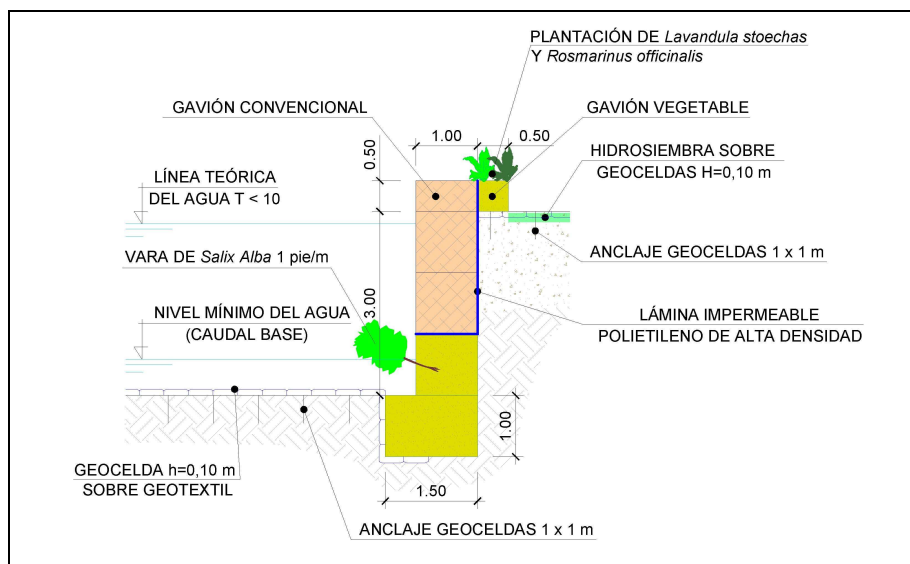 PLANTACIÓN DE Lavandula stoechas
Y Rosmarinus officinalis
GAVIÓN CONVENCIONAL
GAVIÓN VEGETABLE
1.00
0.50
0.50
HIDROSIEMBRA SOBRE
GEOCELDAS H=0,10 m
LÍNEA TEÓRICA
DEL AGUA T < 10
ANCLAJE GEOCELDAS 1 x 1 m
VARA DE Salix Alba 1 pie/m
3.00
NIVEL MÍNIMO DEL AGUA
(CAUDAL BASE)
LÁMINA IMPERMEABLE
POLIETILENO DE ALTA DENSIDAD
1.00
GEOCELDA h=0,10 m
SOBRE GEOTEXTIL
1.50
ANCLAJE GEOCELDAS 1 x 1 m